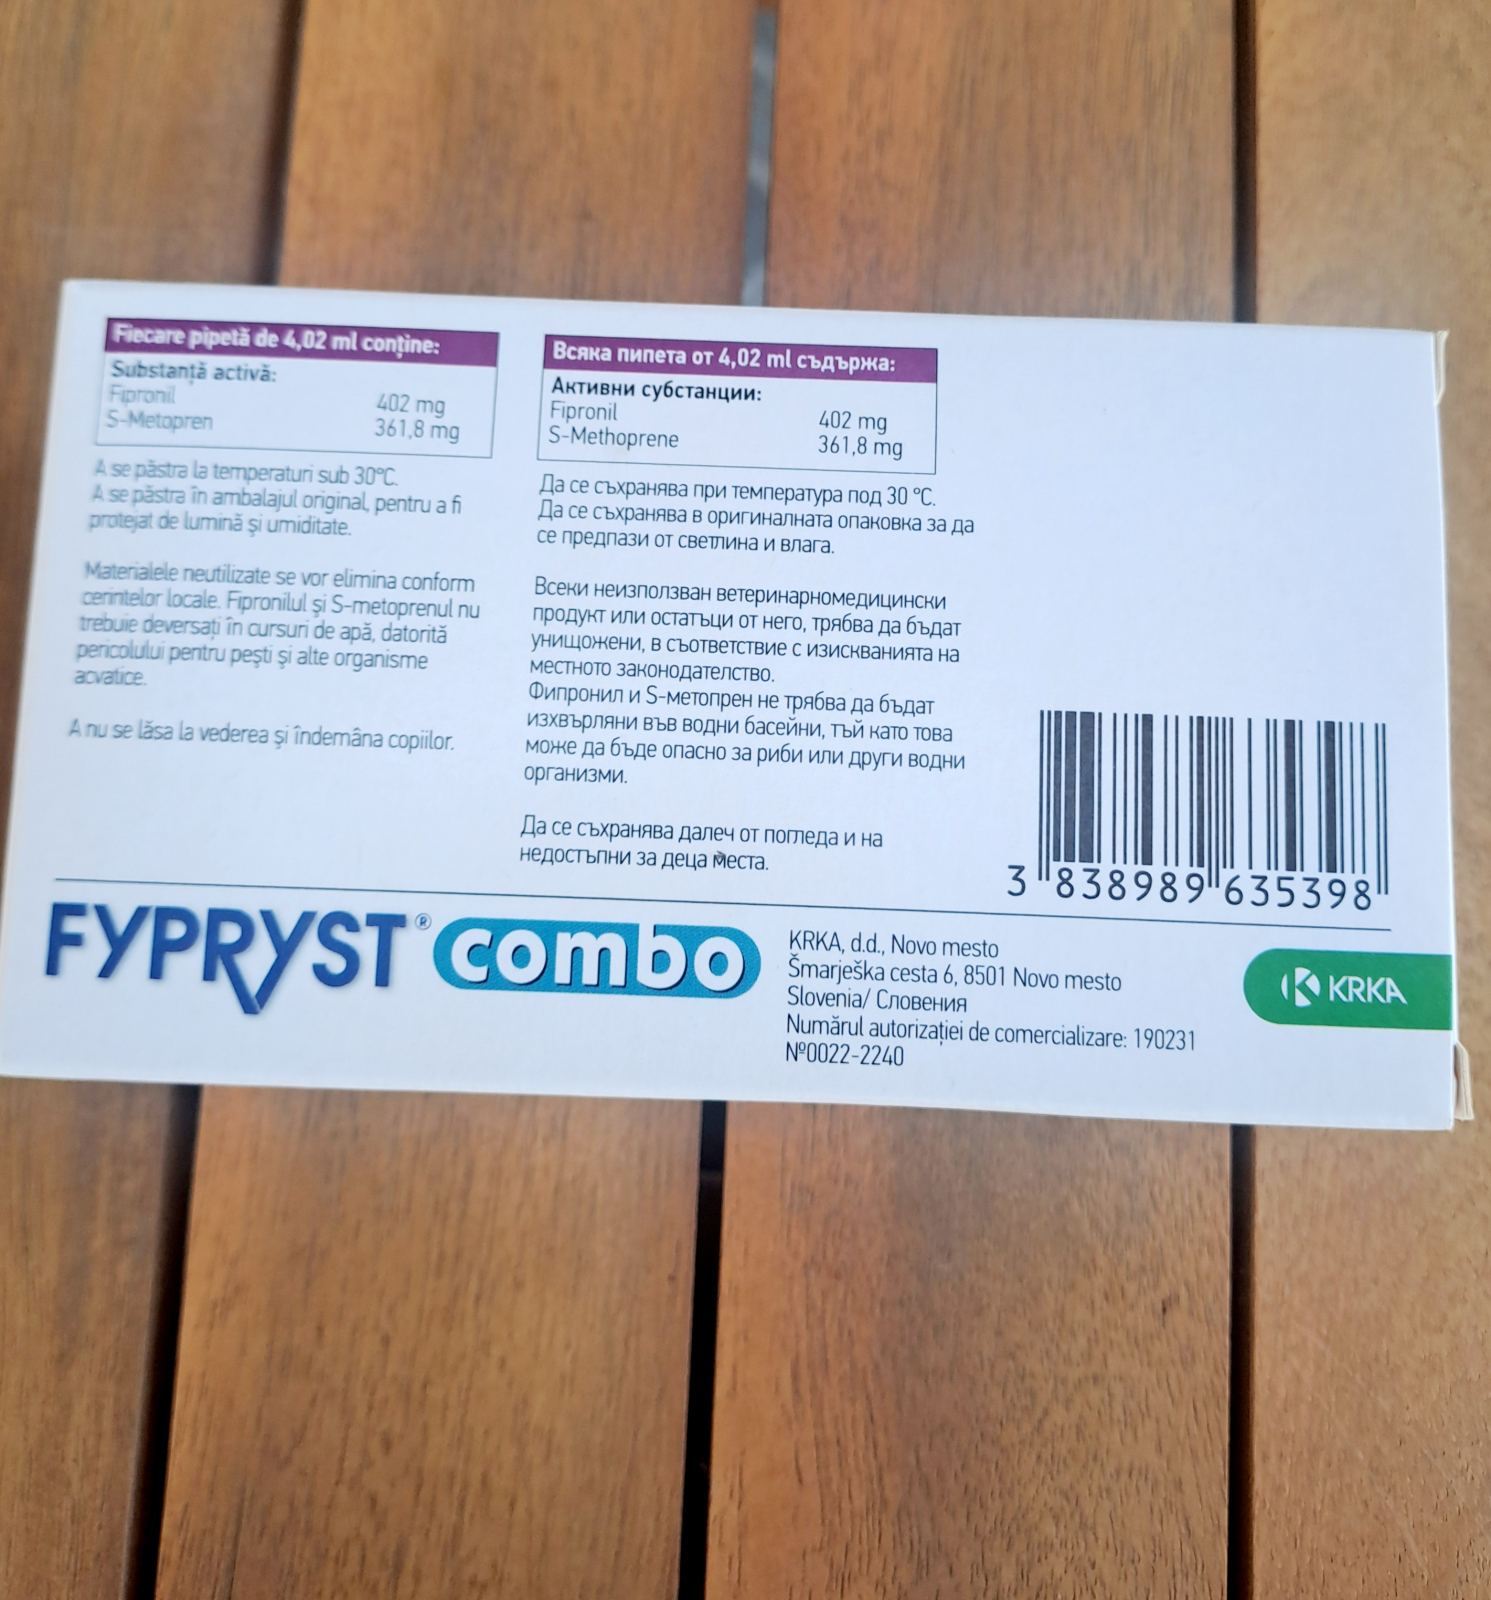 Fiecare pipetă de 4,02 ml conține:
Substanță activă:
Fipronil 402 mg
S-Metopren 361,8 mg
A se păstra la temperaturi sub 30°C.
A se păstra în ambalajul original, pentru a fi
protejat de lumină și umiditate.
Materialele neutilizate se vor elimina conform
cerintelor locale. Fipronilul și S-metoprenul nu
trebuie deversați în cursuri de apă, datorită
pericolului pentru pești și alte organisme
acvatice.
A nu se lăsa la vederea și îndemâna copiilor.
Всяка пипета от 4,02 ml съдържа:
Активни субстанции:
Fipronil 402 mg
S-Methoprene 361,8 mg
Да се съхранява при температура под 30 °C.
Да се съхранява в оригиналната опаковка за да
се предпази от светлина и влага.
Всеки неизползван ветеринарномедицински
продукт или остатъци от него, трябва да бъдат
унищожени, в съответствие с изискванията на
местното законодателство.
Фипронил и S-метопрен не трябва да бъдат
изхвърляни във водни басейни, тъй като това
може да бъде опасно за риби или други водни
организми.
Да се съхранява далеч от погледа и на
недостъпни за деца места.
3 838989 635398
FYPRYST® combo
KRKA, d.d., Novo mesto
Šmarješka cesta 6, 8501 Novo mesto
Slovenia/ Словения
Numărul autorizației de comercializare: 190231
№0022-2240
KRKA